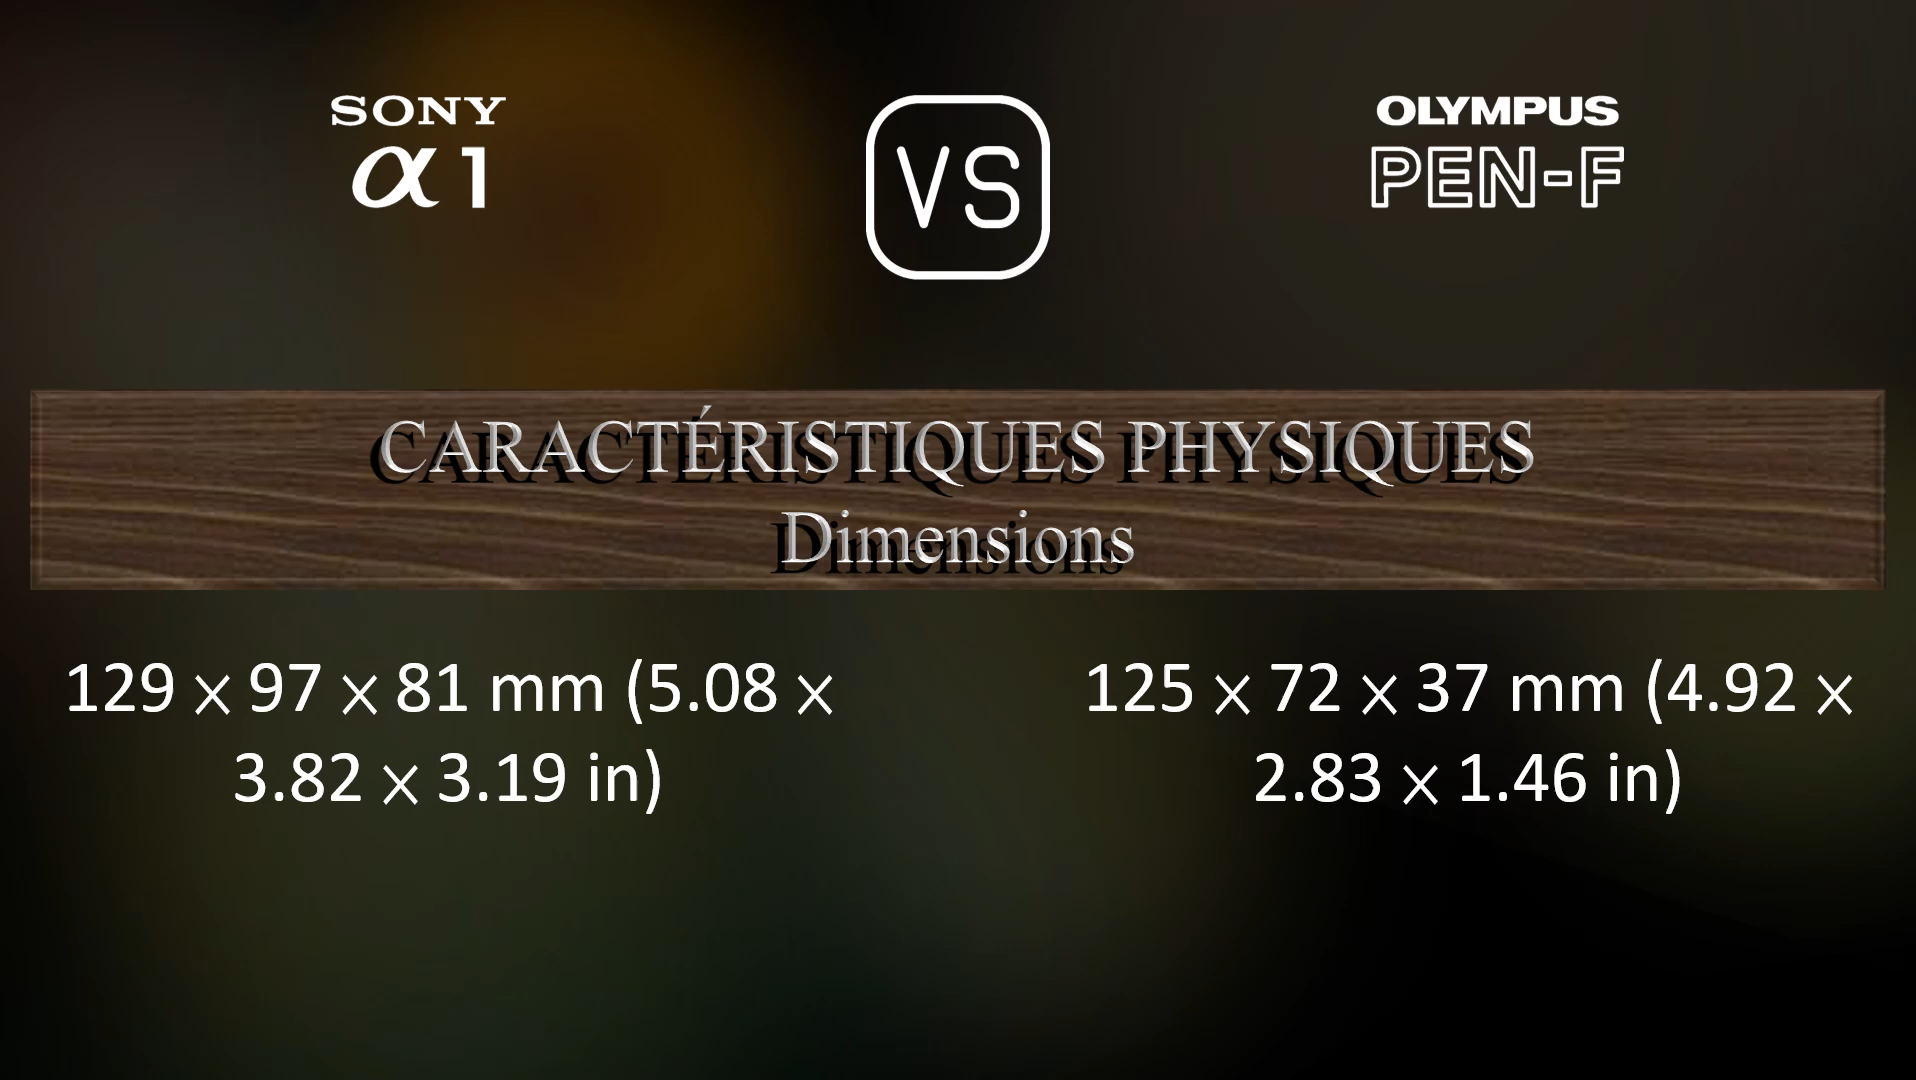 SONY
α1
VS
OLYMPUS
PEN-F
CARACTÉRISTIQUES PHYSIQUES
Dimensions
129 x 97 x 81 mm (5.08 x
3.82 x 3.19 in)
125 x 72 x 37 mm (4.92 x
2.83 x 1.46 in)